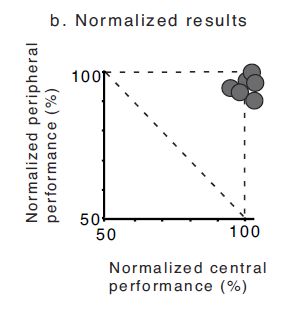 b. Normalized results
Normalized peripheral
performance (%)
100
50
50
100
Normalized central
performance (%)